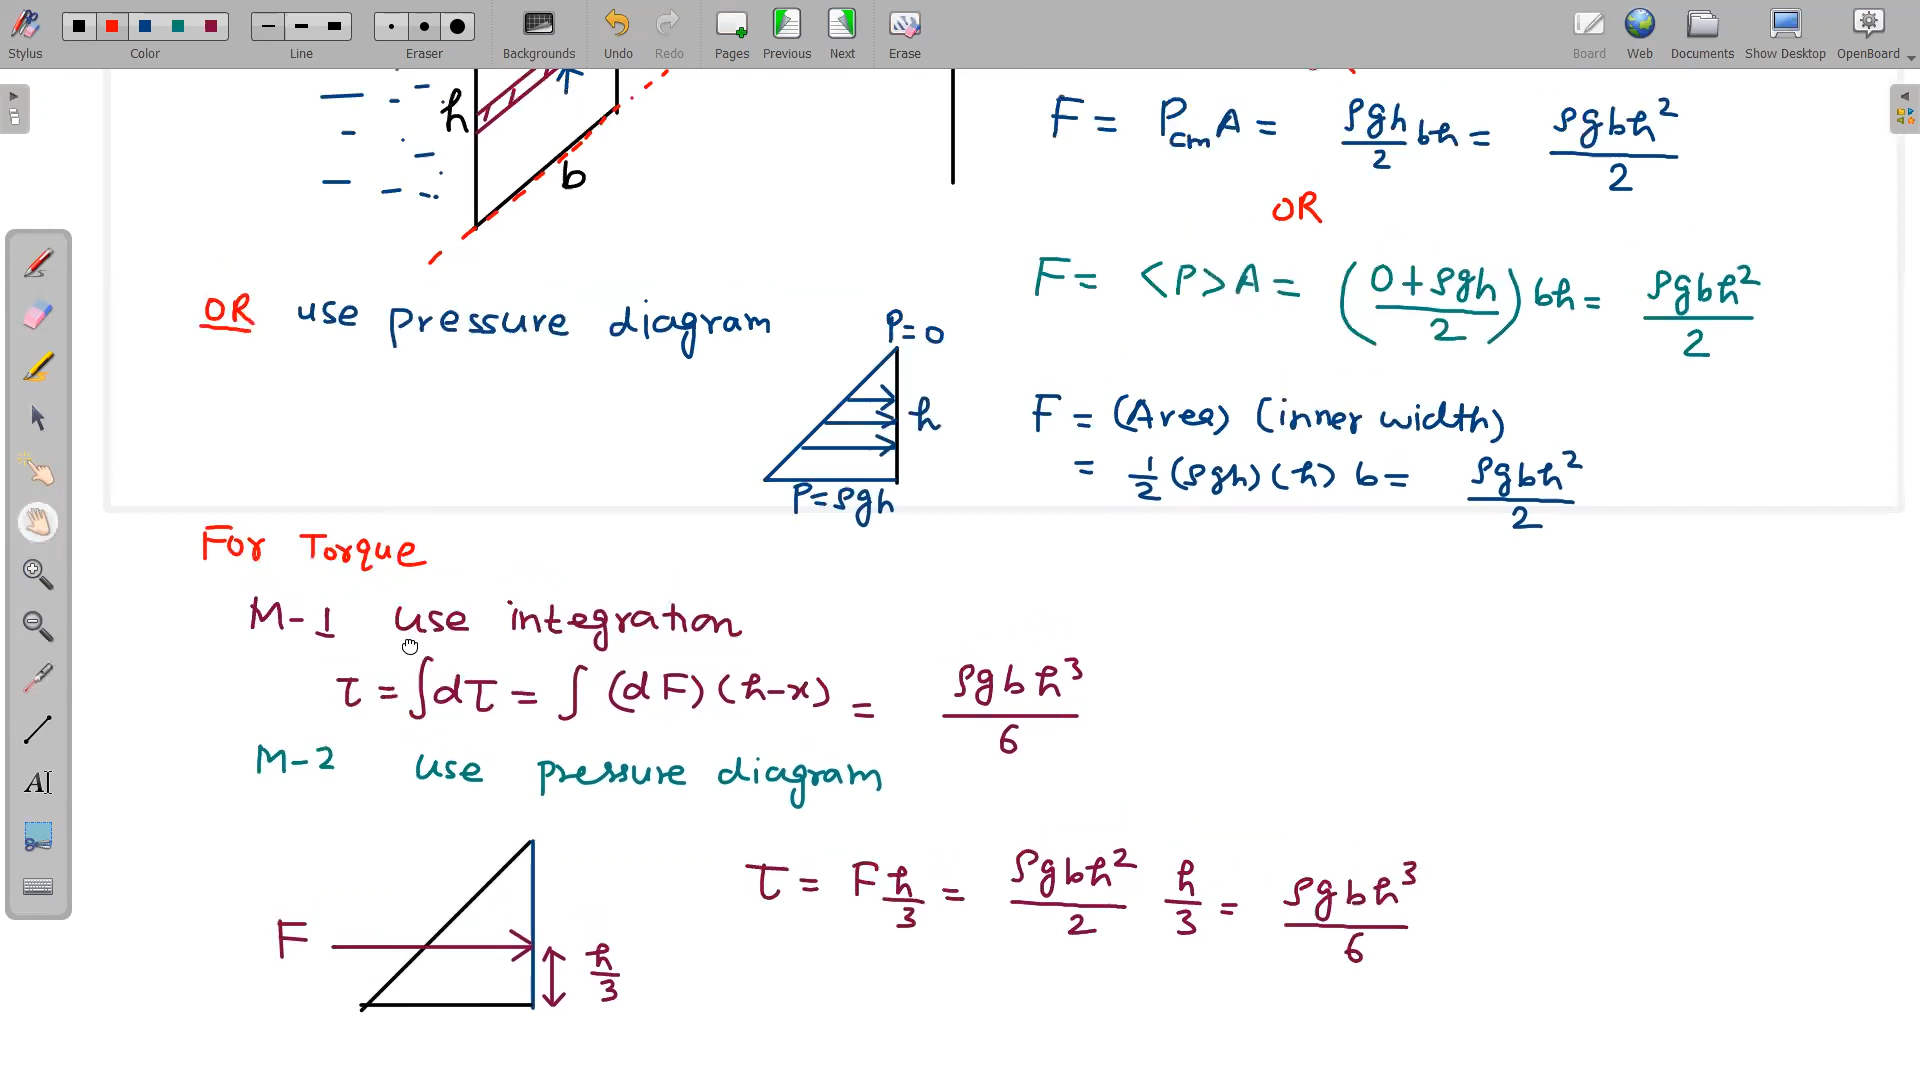 Stylus Color Line Eraser Backgrounds Undo Redo Pages Previous Next Erase Board Web Documents Show Desktop OpenBoard
h
b
F = P_cm A = ρgh/2 bh = ρgbh²/2
OR
F = <P> A = ((0 + ρgh)/2) bh = ρgbh²/2
OR use pressure diagram
P = 0
h
P = ρgh
F = (Area) (inner width)
= 1/2 (ρgh) (h) b = ρgbh²/2
For Torque
M-1 use integration
τ = ∫dτ = ∫ (dF) (h-x) = ρgbh³/6
M-2 use pressure diagram
F
h/3
τ = F h/3 = ρgbh²/2 h/3 = ρgbh³/6
AI